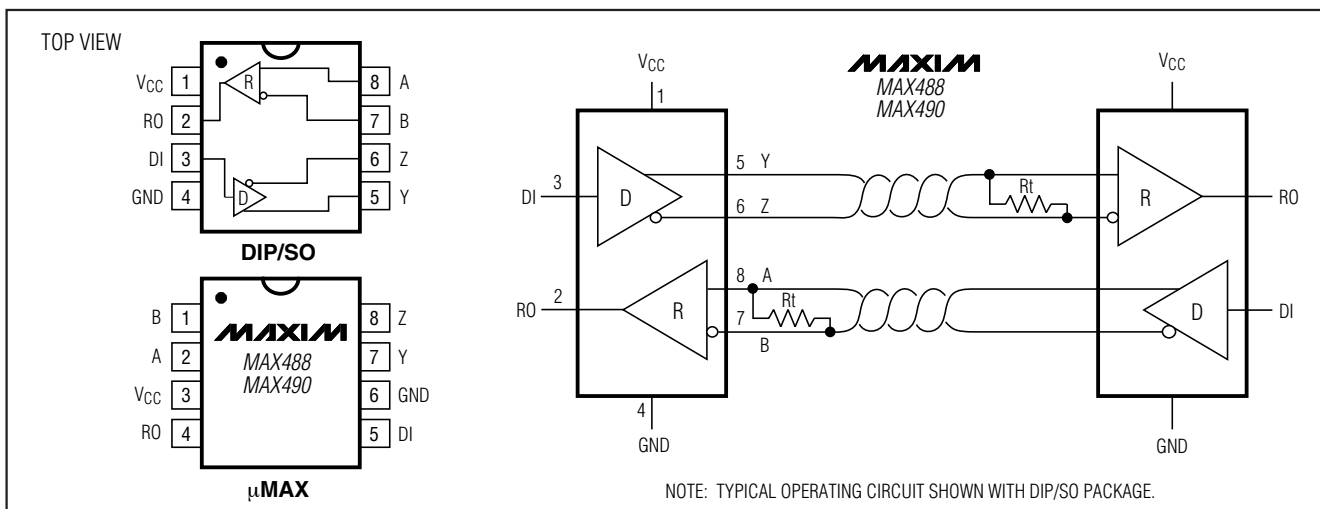 TOP VIEW
VCC 1
RO 2
DI 3
GND 4
8 A
7 B
6 Z
5 Y
R
D
DIP/SO
B 1
A 2
VCC 3
RO 4
8 Z
7 Y
6 GND
5 DI
MAXIM
MAX488
MAX490
µMAX
MAXIM
MAX488
MAX490
VCC
1
DI 3
D
5 Y
6 Z
Rt
R
RO
VCC
RO 2
R
8 A
7
B
Rt
D
DI
4
GND
GND
NOTE: TYPICAL OPERATING CIRCUIT SHOWN WITH DIP/SO PACKAGE.